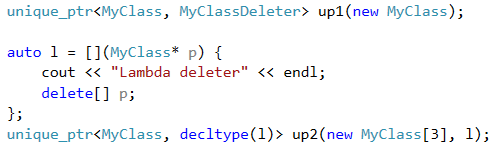 unique_ptr<MyClass, MyClassDeleter> up1(new MyClass);
auto l = [](MyClass* p) {
cout << "Lambda deleter" << endl;
delete[] p;
};
unique_ptr<MyClass, decltype(l)> up2(new MyClass[3], l);